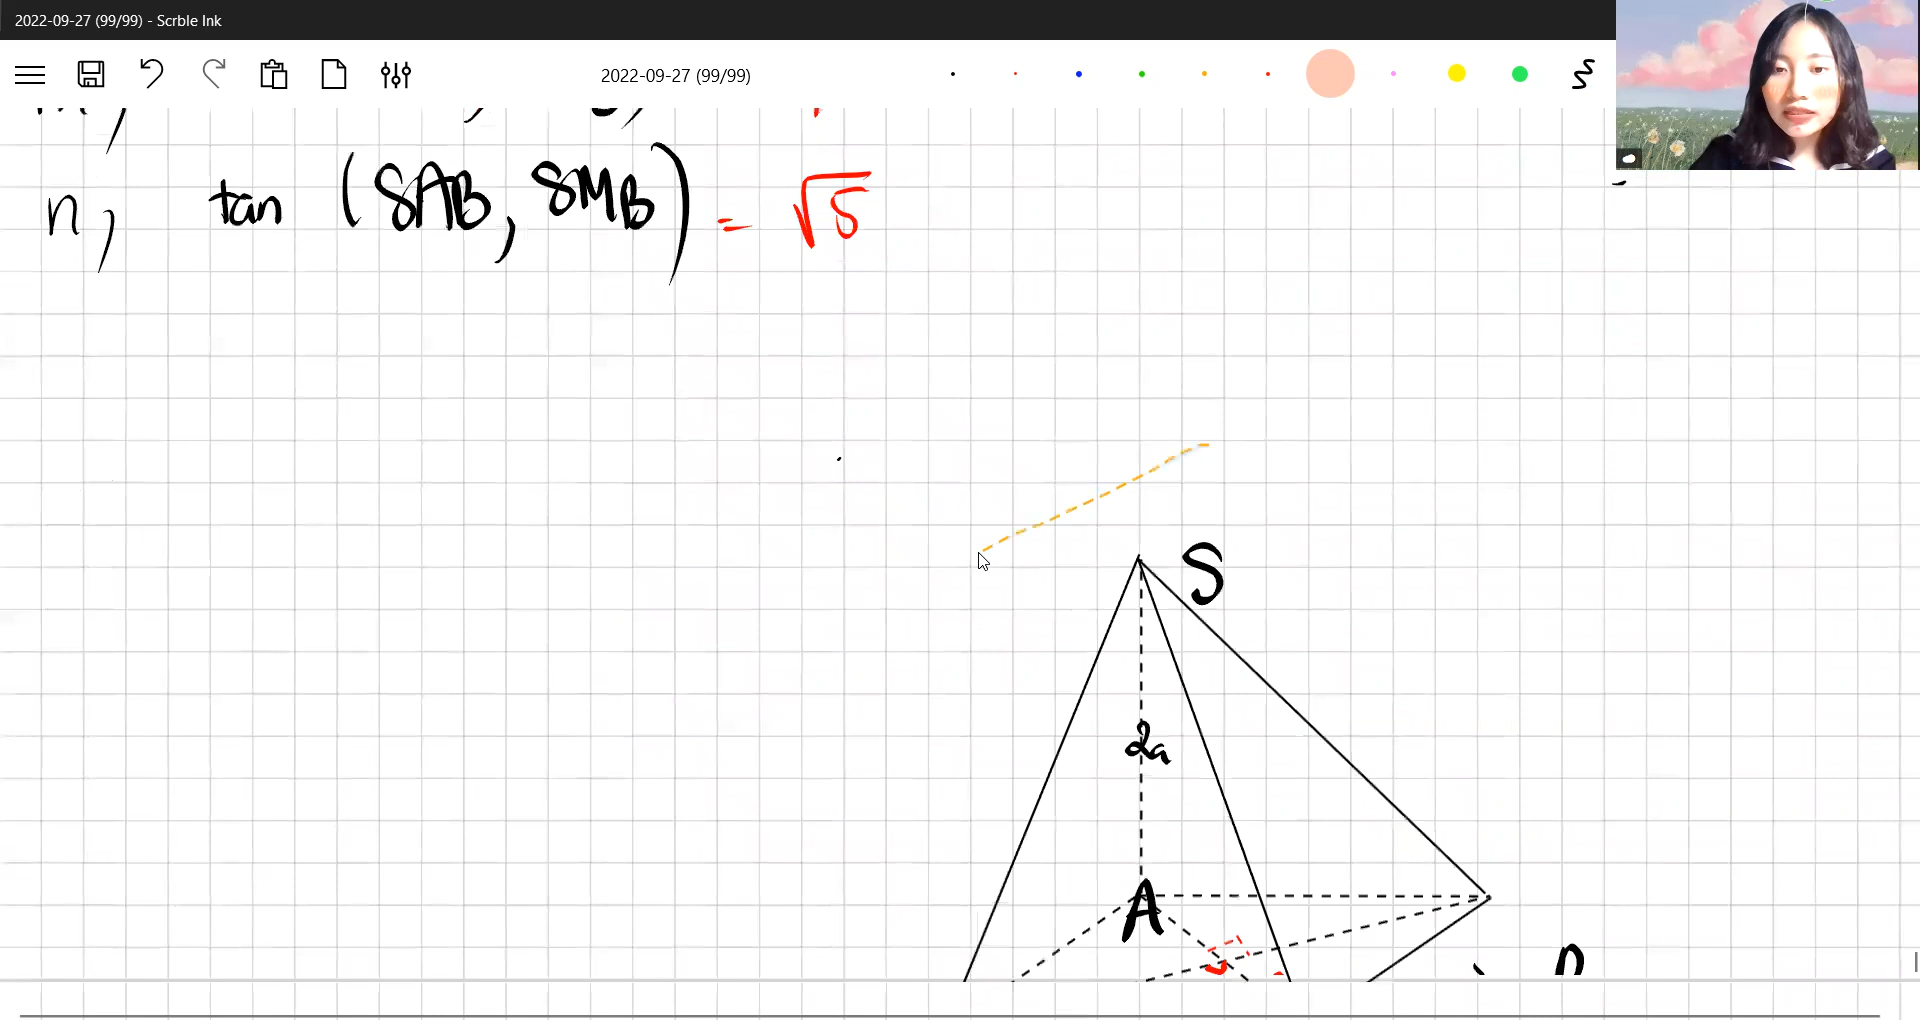 2022-09-27 (99/99) - Scrble Ink
2022-09-27 (99/99)
n, tan (SAB, SMB) = √5
S
2a
A